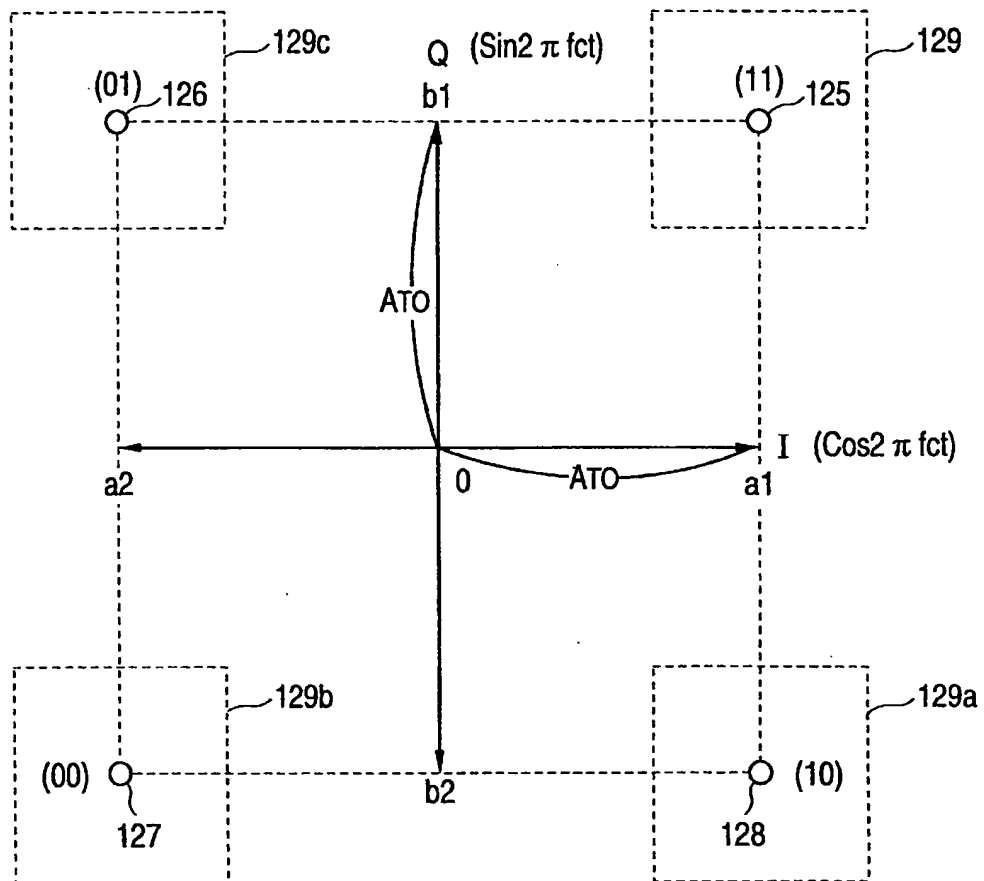 129c
Q (Sin2 π fct)
129
(01)
126
b1
(11)
125
ATO
I (Cos2 π fct)
a2
0
ATO
a1
129b
129a
(00)
b2
(10)
127
128